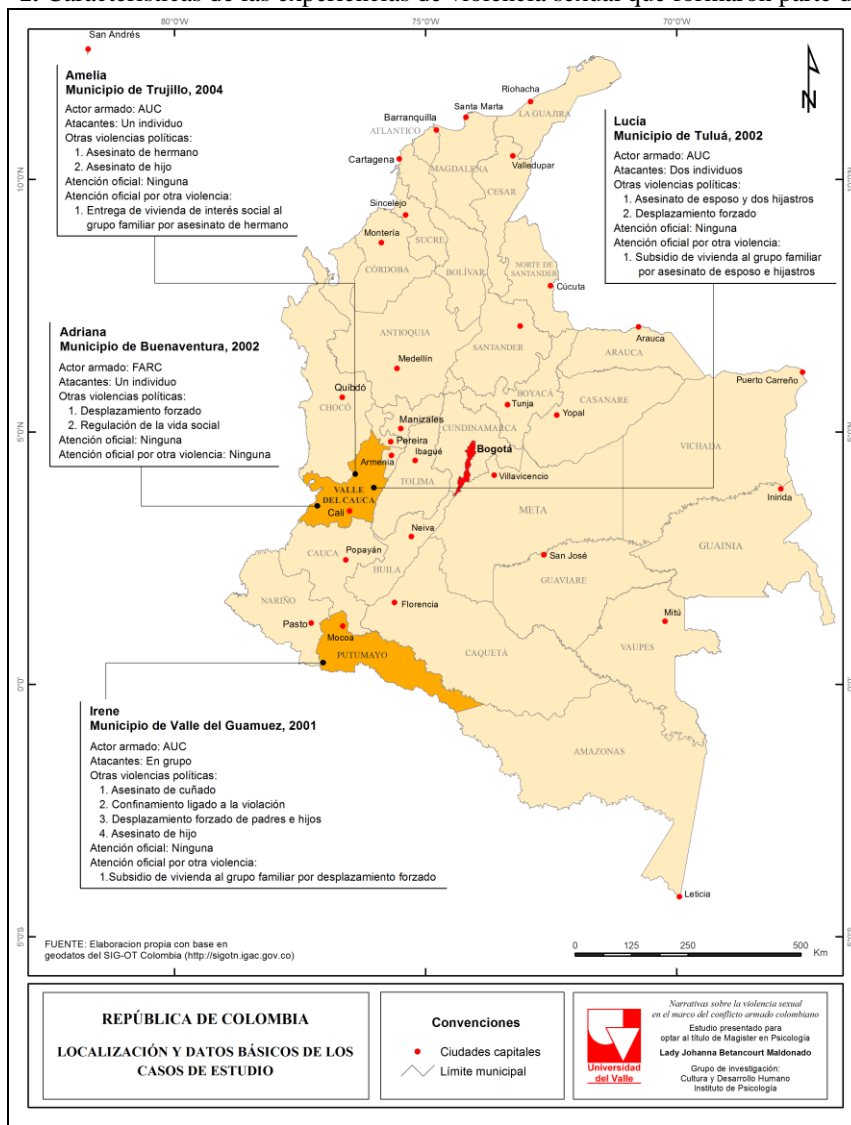 2. Características de las experiencias de violencia sexual que formaron parte d
80°0'W
75°0'W
70°0'W
San Andrés
Amelia
Municipio de Trujillo, 2004
Actor armado: AUC
Atacantes: Un individuo
Otras violencias políticas:
1. Asesinato de hermano
2. Asesinato de hijo
Atención oficial: Ninguna
Atención oficial por otra violencia:
1. Entrega de vivienda de interés social al
grupo familiar por asesinato de hermano
N
Lucía
Municipio de Tuluá, 2002
Actor armado: AUC
Atacantes: Dos individuos
Otras violencias políticas:
1. Asesinato de esposo y dos hijastros
2. Desplazamiento forzado
Atención oficial: Ninguna
Atención oficial por otra violencia:
1. Subsidio de vivienda al grupo familiar
por asesinato de esposo e hijastros
Adriana
Municipio de Buenaventura, 2002
Actor armado: FARC
Atacantes: Un individuo
Otras violencias políticas:
1. Desplazamiento forzado
2. Regulación de la vida social
Atención oficial: Ninguna
Atención oficial por otra violencia: Ninguna
Riohacha
Santa Marta
LA GUAJIRA
Barranquilla
ATLANTICO
Cartagena
MAGDALENA
Valledupar
CESAR
10°0'N
10°0'N
Sincelejo
Montería
SUCRE
CÓRDOBA
BOLÍVAR
NORTE DE
SANTANDER
Cúcuta
ANTIOQUIA
SANTANDER
Arauca
ARAUCA
Medellín
Puerto Carreño
Quibdó
CHOCÓ
BOYACÁ
Tunja
Yopal
CASANARE
Manizales
CUNDINAMARCA
5°0'N
5°0'N
VICHADA
Pereira
Bogotá
Armenia
Ibagué
TOLIMA
Villavicencio
VALLE
DEL CAUCA
Cali
META
Inirida
Neiva
GUAINIA
CAUCA
Popayán
HUILA
San José
GUAVIARE
NARIÑO
Florencia
Mitú
Pasto
Mocoa
PUTUMAYO
CAQUETÁ
VAUPES
0°0'
0°0'
Irene
Municipio de Valle del Guamuez, 2001
Actor armado: AUC
Atacantes: En grupo
Otras violencias políticas:
1. Asesinato de cuñado
2. Confinamiento ligado a la violación
3. Desplazamiento forzado de padres e hijos
4. Asesinato de hijo
Atención oficial: Ninguna
Atención oficial por otra violencia:
1.Subsidio de vivienda al grupo familiar por desplazamiento forzado
AMAZONAS
Leticia
5°0'S
5°0'S
FUENTE: Elaboracion propia con base en
geodatos del SIG-OT Colombia (http://sigotn.igac.gov.co)
0 125 250 500
Km
REPÚBLICA DE COLOMBIA
LOCALIZACIÓN Y DATOS BÁSICOS DE LOS
CASOS DE ESTUDIO
Convenciones
Ciudades capitales
Límite municipal
Universidad
del Valle
Narrativas sobre la violencia sexual
en el marco del conflicto armado colombiano
Estudio presentado para
optar al título de Magister en Psicología
Lady Johanna Betancourt Maldonado
Grupo de investigación:
Cultura y Desarrollo Humano
Instituto de Psicología